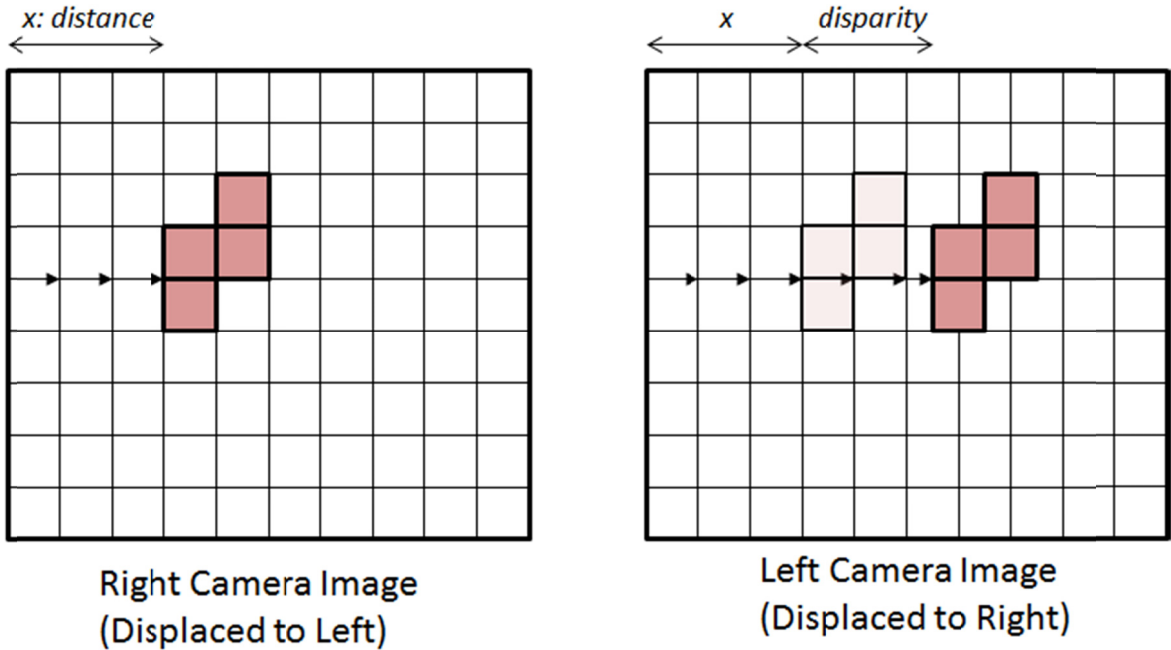 x: distance
x
disparity
Right Camera Image
(Displaced to Left)
Left Camera Image
(Displaced to Right)